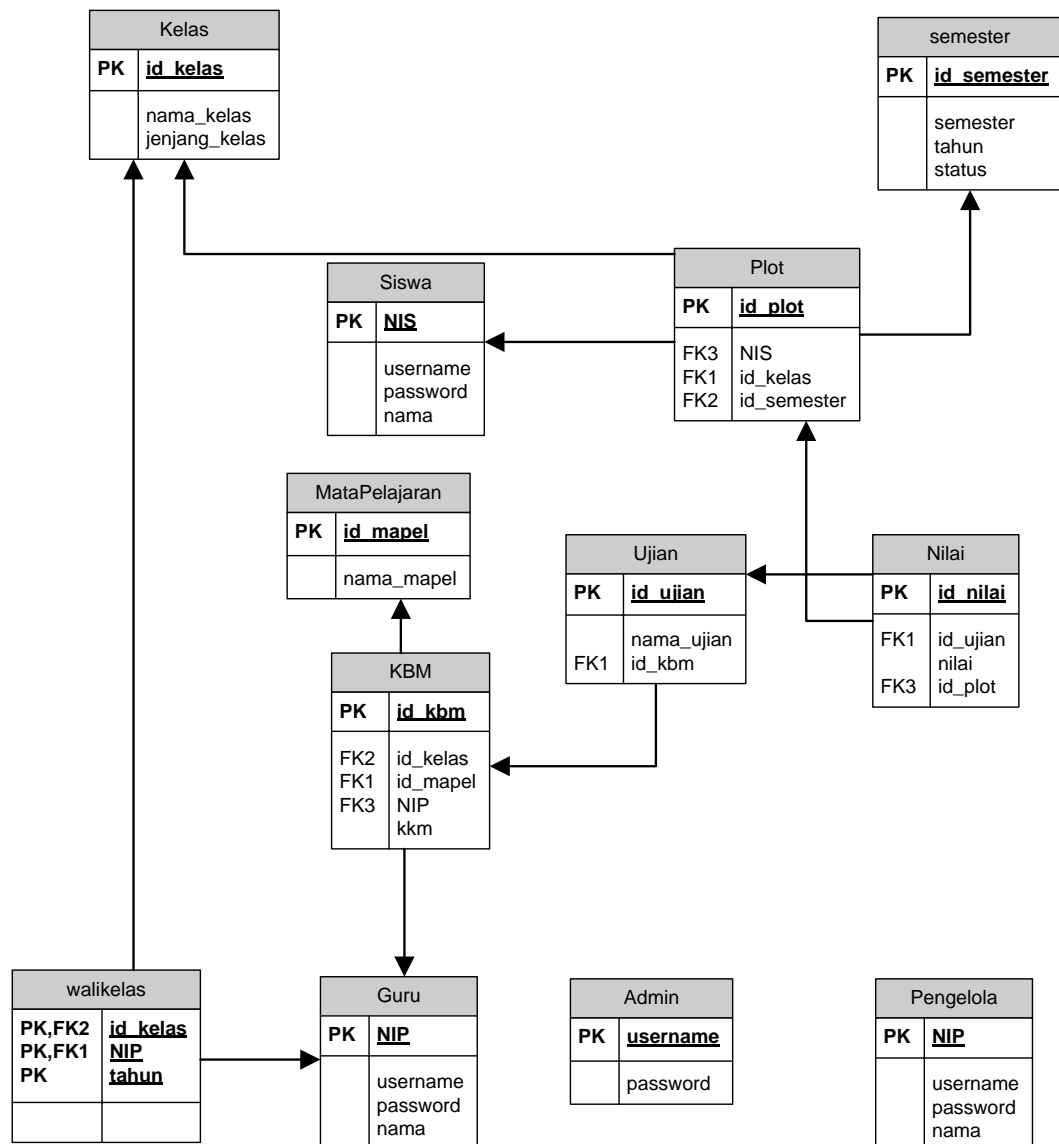 Kelas
PK id_kelas
nama_kelas
jenjang_kelas
semester
PK id_semester
semester
tahun
status
Siswa
PK NIS
username
password
nama
Plot
PK id_plot
FK3 NIS
FK1 id_kelas
FK2 id_semester
MataPelajaran
PK id_mapel
nama_mapel
Ujian
PK id_ujian
nama_ujian
FK1 id_kbm
Nilai
PK id_nilai
FK1 id_ujian
nilai
FK3 id_plot
KBM
PK id_kbm
FK2 id_kelas
FK1 id_mapel
FK3 NIP
kkm
walikelas
PK,FK2 id_kelas
PK,FK1 NIP
PK tahun
Guru
PK NIP
username
password
nama
Admin
PK username
password
Pengelola
PK NIP
username
password
nama